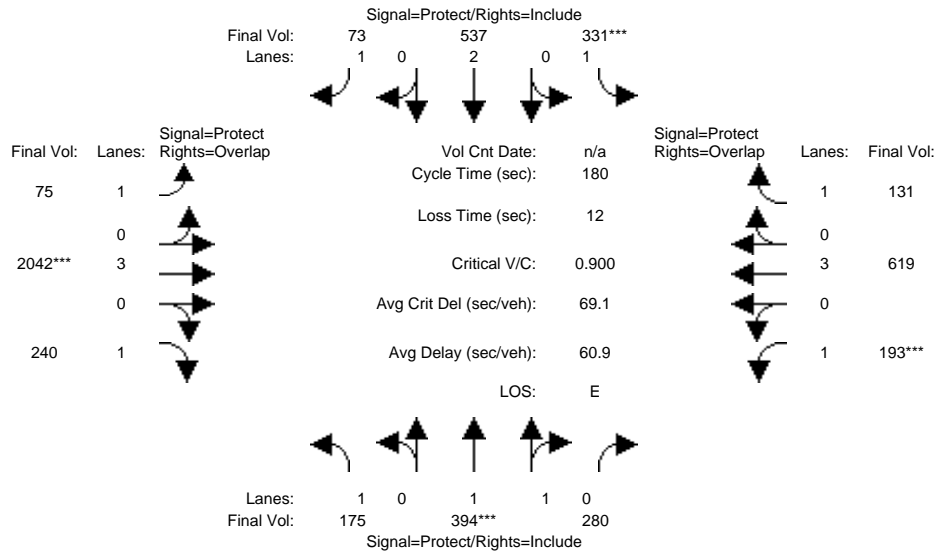 Signal=Protect/Rights=Include
Final Vol: 73 537 331***
Lanes: 1 0 2 0 1
Signal=Protect
Final Vol: Lanes: Rights=Overlap
Vol Cnt Date: n/a
Signal=Protect
Rights=Overlap Lanes: Final Vol:
Cycle Time (sec): 180
75 1
1 131
Loss Time (sec): 12
0
0
2042*** 3
Critical V/C: 0.900
3 619
0
Avg Crit Del (sec/veh): 69.1
0
240 1
Avg Delay (sec/veh): 60.9
1 193***
LOS: E
Lanes: 1 0 1 1 0
Final Vol: 175 394*** 280
Signal=Protect/Rights=Include